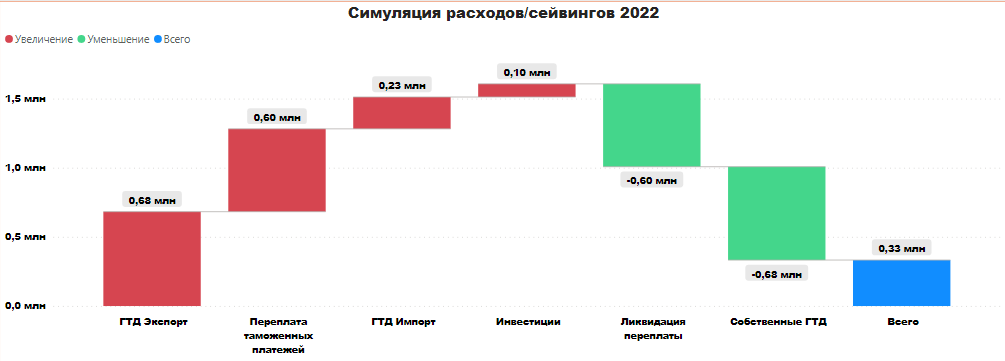 Симуляция расходов/сейвингов 2022
Увеличение Уменьшение Всего
0,10 млн
0,23 млн
1,5 млн
0,60 млн
1,0 млн
-0,60 млн
0,68 млн
0,5 млн
0,33 млн
-0,68 млн
0,0 млн
ГТД Экспорт
Переплата
таможенных
платежей
ГТД Импорт
Инвестиции
Ликвидация
переплаты
Собственные ГТД
Всего